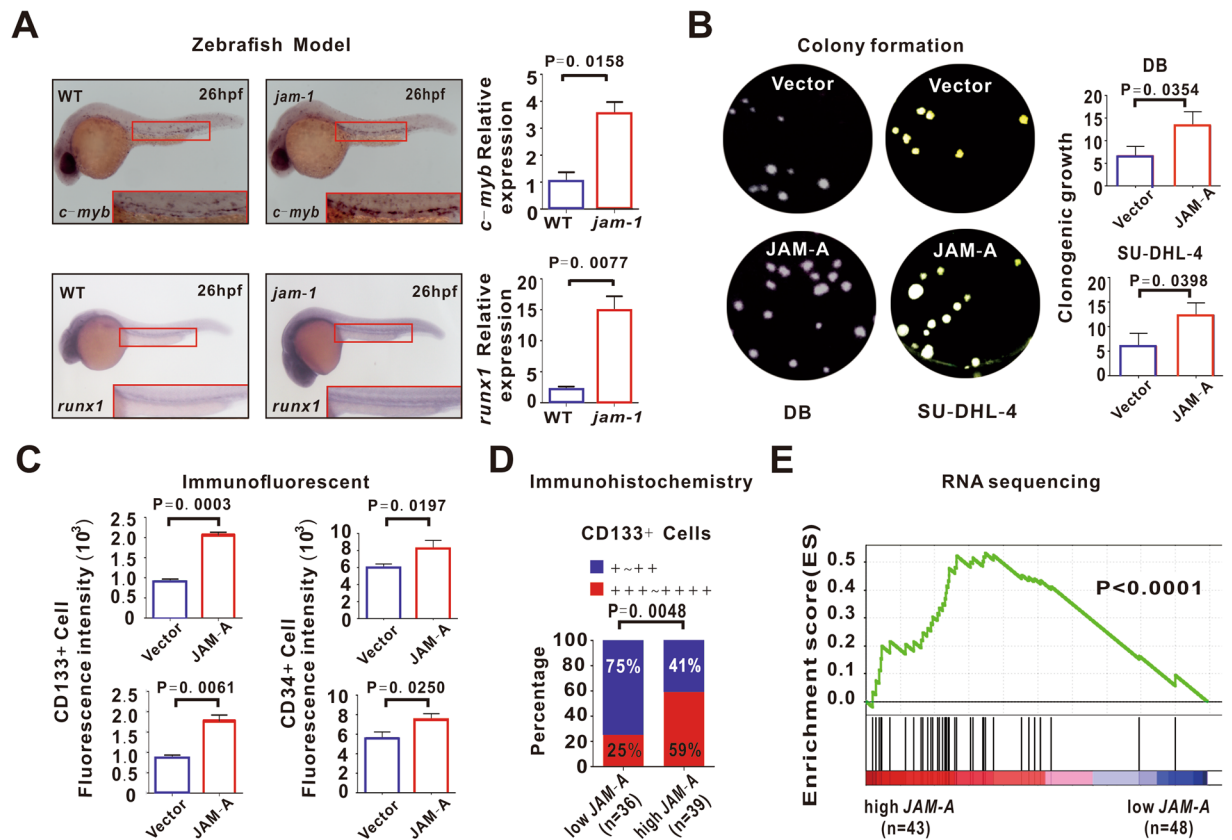 A
Zebrafish Model
WT 26hpf
c-myb
jam-1 26hpf
c-myb
P=0.0158
c-myb Relative
expression
5
4
3
2
1
0
WT jam-1
WT 26hpf
runx1
jam-1 26hpf
runx1
P=0.0077
runx1 Relative
expression
20
15
10
5
0
WT jam-1
B
Colony formation
Vector Vector
JAM-A JAM-A
DB SU-DHL-4
Clonogenic growth
DB
P=0.0354
20
15
10
5
0
Vector JAM-A
SU-DHL-4
P=0.0398
20
15
10
5
0
Vector JAM-A
C
Immunofluorescent
CD133+ Cell
Fluorescence intensity (10³)
P=0.0003
2.5
2.0
1.5
1.0
0.5
0
Vector JAM-A
P=0.0061
2.5
2.0
1.5
1.0
0.5
0
Vector JAM-A
CD34+ Cell
Fluorescence intensity (10³)
P=0.0197
10
8
6
4
2
0
Vector JAM-A
P=0.0250
10
8
6
4
2
0
Vector JAM-A
D
Immunohistochemistry
CD133+ Cells
+~++
+++~++++
P=0.0048
Percentage
100
80
60
40
20
0
75% 41%
25% 59%
low JAM-A
(n=36)
high JAM-A
(n=39)
E
RNA sequencing
Enrichment score(ES)
0.5
0.4
0.3
0.2
0.1
0.0
P<0.0001
high JAM-A
(n=43)
low JAM-A
(n=48)